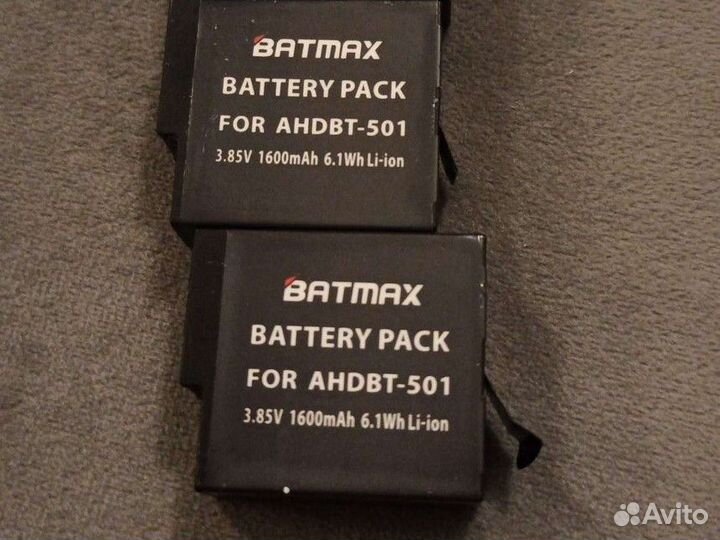 BATMAX
BATTERY PACK
FOR AHDBT-501
3.85V 1600mAh 6.1Wh Li-ion
BATMAX
BATTERY PACK
FOR AHDBT-501
3.85V 1600mAh 6.1Wh Li-ion
Avito